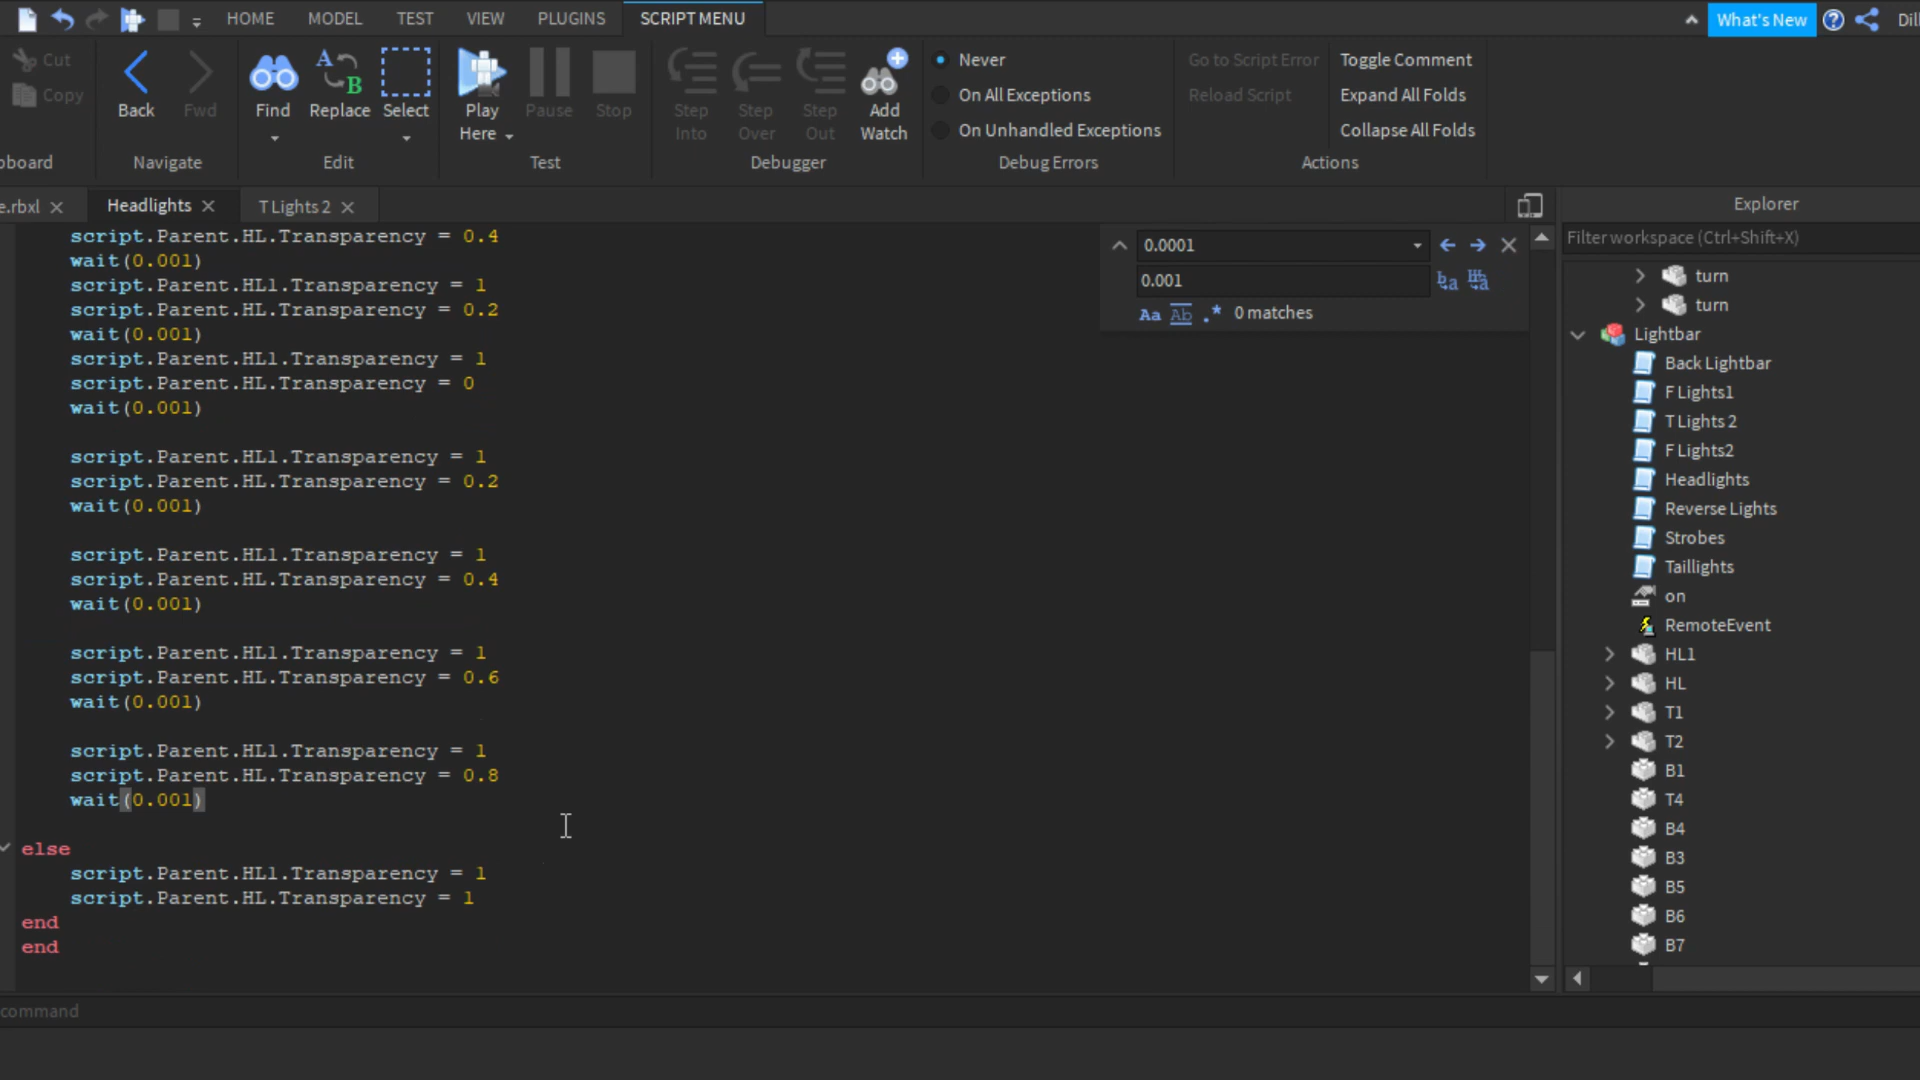 HOME MODEL TEST VIEW PLUGINS SCRIPT MENU What's New ? Dil
Cut
Copy
Back Fwd
Find Replace Select
Play Here Pause Stop
Step Into Step Over Step Out Add Watch
Never
On All Exceptions
On Unhandled Exceptions
Go to Script Error
Reload Script
Toggle Comment
Expand All Folds
Collapse All Folds
board Navigate Edit Test Debugger Debug Errors Actions
e.rbxl Headlights T Lights 2
script.Parent.HL.Transparency = 0.4
wait(0.001)
script.Parent.HL1.Transparency = 1
script.Parent.HL.Transparency = 0.2
wait(0.001)
script.Parent.HL1.Transparency = 1
script.Parent.HL.Transparency = 0
wait(0.001)
script.Parent.HL1.Transparency = 1
script.Parent.HL.Transparency = 0.2
wait(0.001)
script.Parent.HL1.Transparency = 1
script.Parent.HL.Transparency = 0.4
wait(0.001)
script.Parent.HL1.Transparency = 1
script.Parent.HL.Transparency = 0.6
wait(0.001)
script.Parent.HL1.Transparency = 1
script.Parent.HL.Transparency = 0.8
wait(0.001)
else
script.Parent.HL1.Transparency = 1
script.Parent.HL.Transparency = 1
end
end
0.0001
0.001
Aa Ab .* 0 matches
Explorer
Filter workspace (Ctrl+Shift+X)
turn
turn
Lightbar
Back Lightbar
F Lights1
T Lights 2
F Lights2
Headlights
Reverse Lights
Strobes
Taillights
on
RemoteEvent
HL1
HL
T1
T2
B1
T4
B4
B3
B5
B6
B7
command